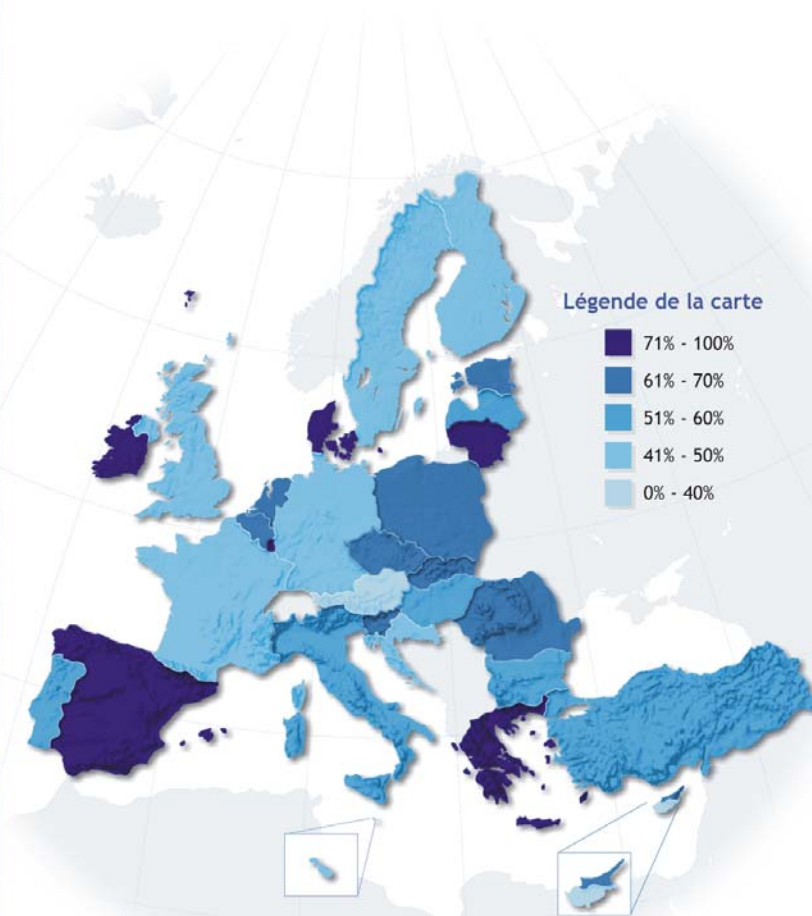 Légende de la carte
71% - 100%
61% - 70%
51% - 60%
41% - 50%
0% - 40%